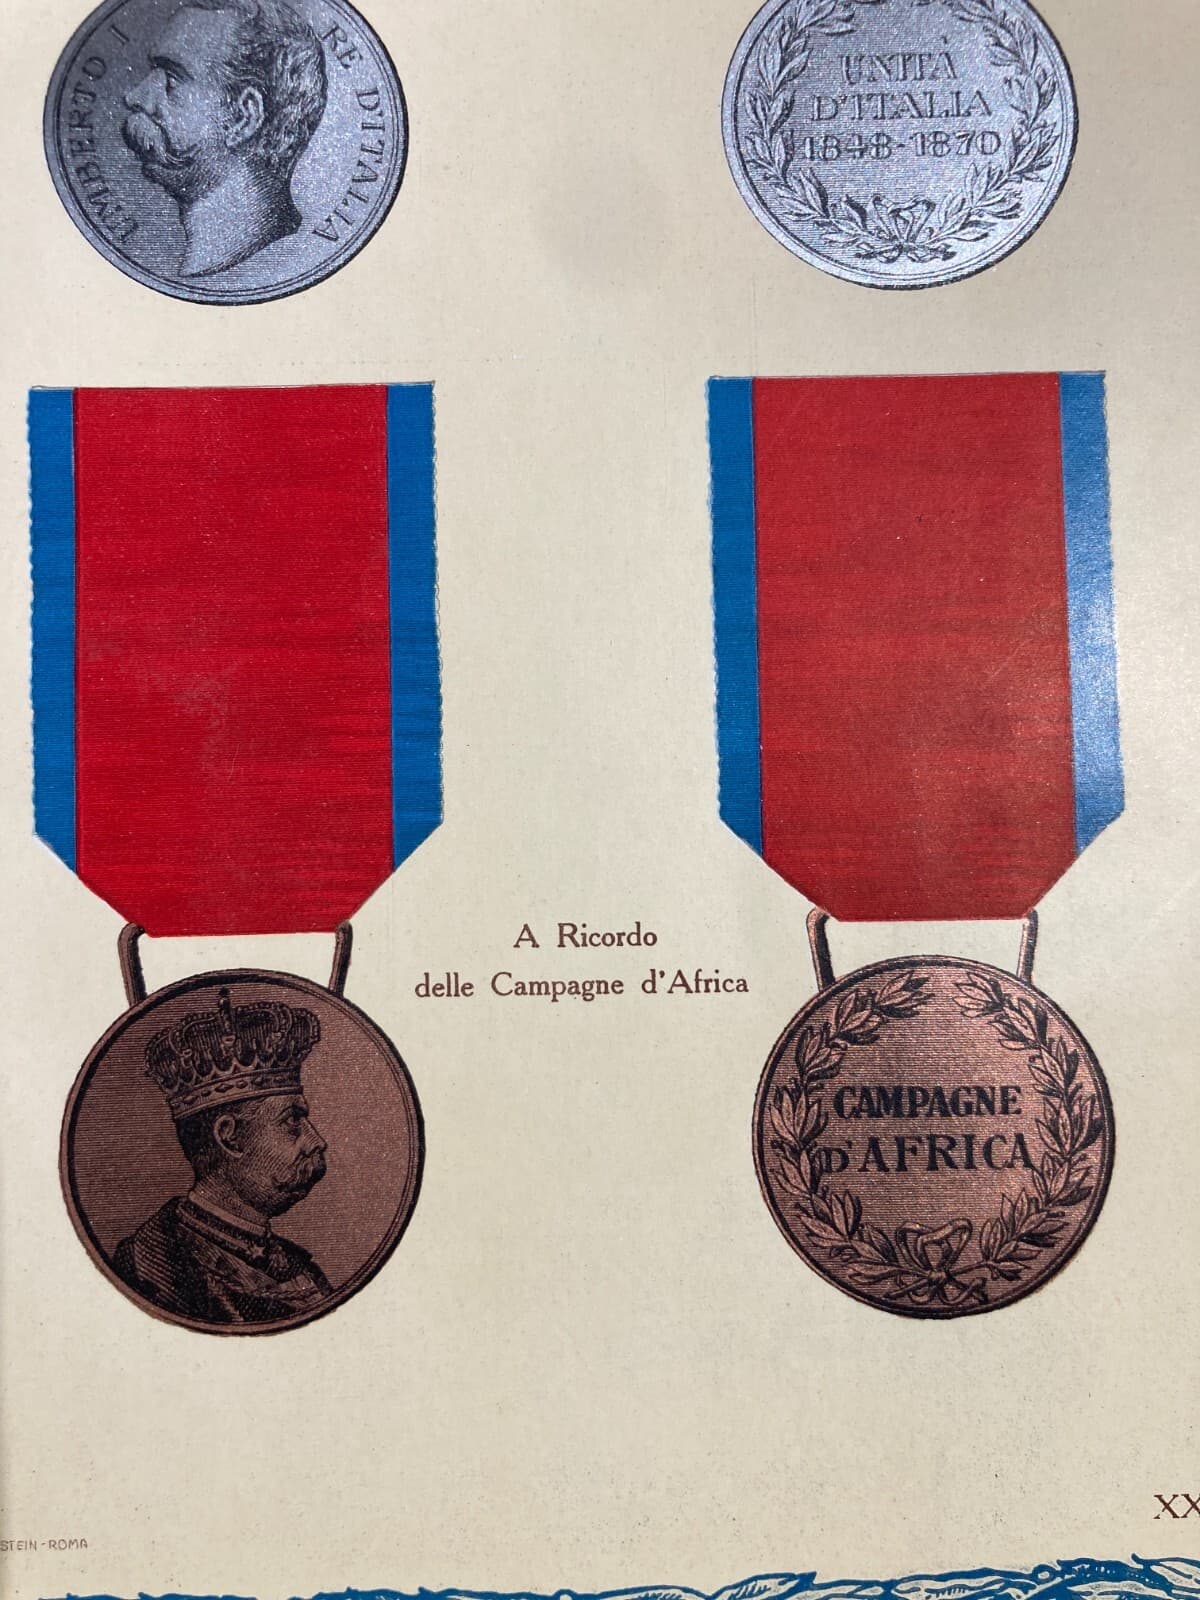 UMBERTO I RE D'ITALIA
UNITÀ
D'ITALIA
1848-1870
A Ricordo
delle Campagne d'Africa
CAMPAGNE
D'AFRICA
XX
STEIN-ROMA